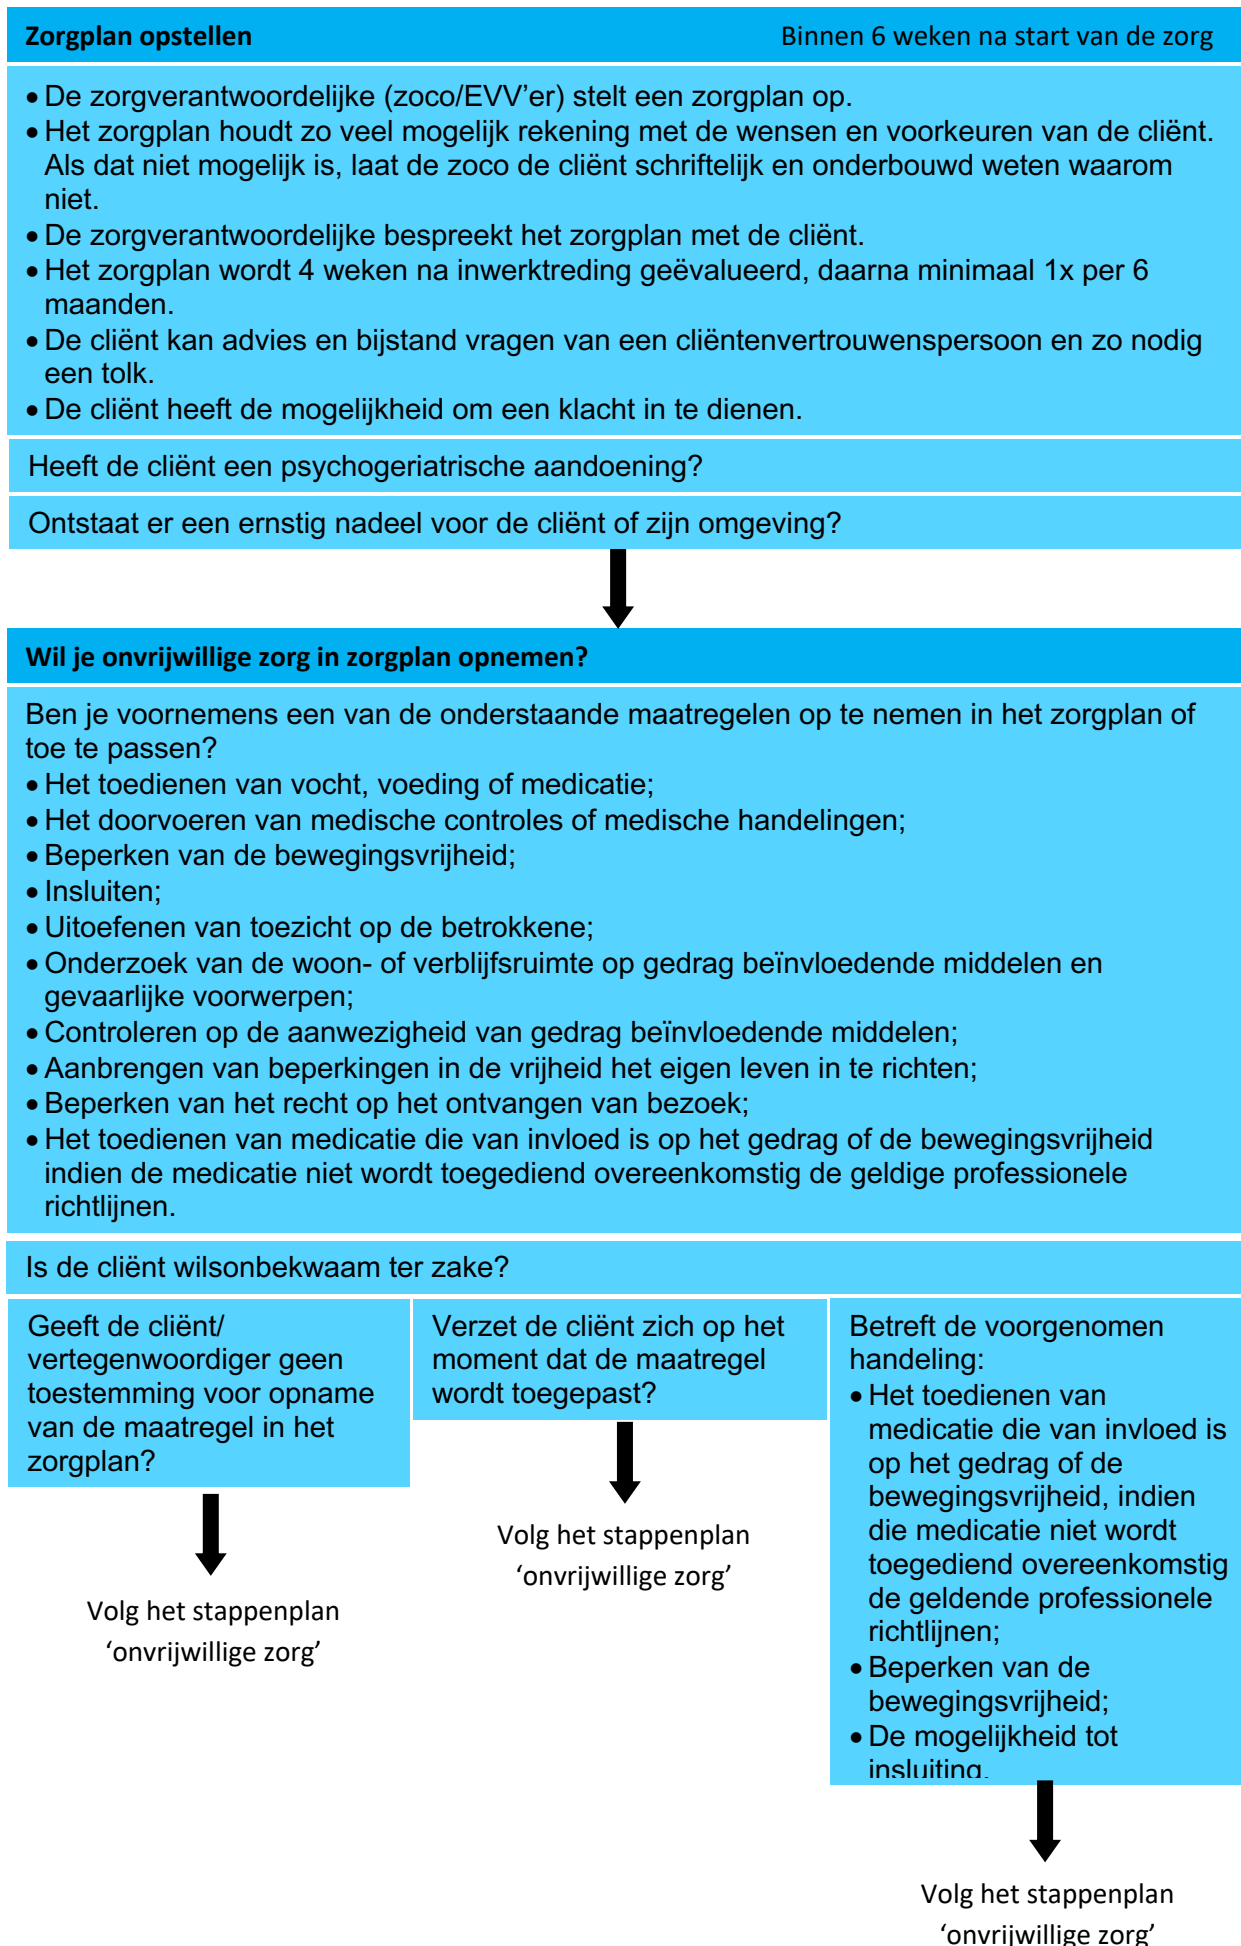 Zorgplan opstellen Binnen 6 weken na start van de zorg
• De zorgverantwoordelijke (zoco/EVV’er) stelt een zorgplan op.
• Het zorgplan houdt zo veel mogelijk rekening met de wensen en voorkeuren van de cliënt.
Als dat niet mogelijk is, laat de zoco de cliënt schriftelijk en onderbouwd weten waarom
niet.
• De zorgverantwoordelijke bespreekt het zorgplan met de cliënt.
• Het zorgplan wordt 4 weken na inwerktreding geëvalueerd, daarna minimaal 1x per 6
maanden.
• De cliënt kan advies en bijstand vragen van een cliëntenvertrouwenspersoon en zo nodig
een tolk.
• De cliënt heeft de mogelijkheid om een klacht in te dienen.
Heeft de cliënt een psychogeriatrische aandoening?
Ontstaat er een ernstig nadeel voor de cliënt of zijn omgeving?
Wil je onvrijwillige zorg in zorgplan opnemen?
Ben je voornemens een van de onderstaande maatregelen op te nemen in het zorgplan of
toe te passen?
• Het toedienen van vocht, voeding of medicatie;
• Het doorvoeren van medische controles of medische handelingen;
• Beperken van de bewegingsvrijheid;
• Insluiten;
• Uitoefenen van toezicht op de betrokkene;
• Onderzoek van de woon- of verblijfsruimte op gedrag beïnvloedende middelen en
gevaarlijke voorwerpen;
• Controleren op de aanwezigheid van gedrag beïnvloedende middelen;
• Aanbrengen van beperkingen in de vrijheid het eigen leven in te richten;
• Beperken van het recht op het ontvangen van bezoek;
• Het toedienen van medicatie die van invloed is op het gedrag of de bewegingsvrijheid
indien de medicatie niet wordt toegediend overeenkomstig de geldige professionele
richtlijnen.
Is de cliënt wilsonbekwaam ter zake?
Geeft de cliënt/
vertegenwoordiger geen
toestemming voor opname
van de maatregel in het
zorgplan?
Volg het stappenplan
‘onvrijwillige zorg’
Verzet de cliënt zich op het
moment dat de maatregel
wordt toegepast?
Volg het stappenplan
‘onvrijwillige zorg’
Betreft de voorgenomen
handeling:
• Het toedienen van
medicatie die van invloed is
op het gedrag of de
bewegingsvrijheid, indien
die medicatie niet wordt
toegediend overeenkomstig
de geldende professionele
richtlijnen;
• Beperken van de
bewegingsvrijheid;
• De mogelijkheid tot
insluiting.
Volg het stappenplan
‘onvrijwillige zorg’